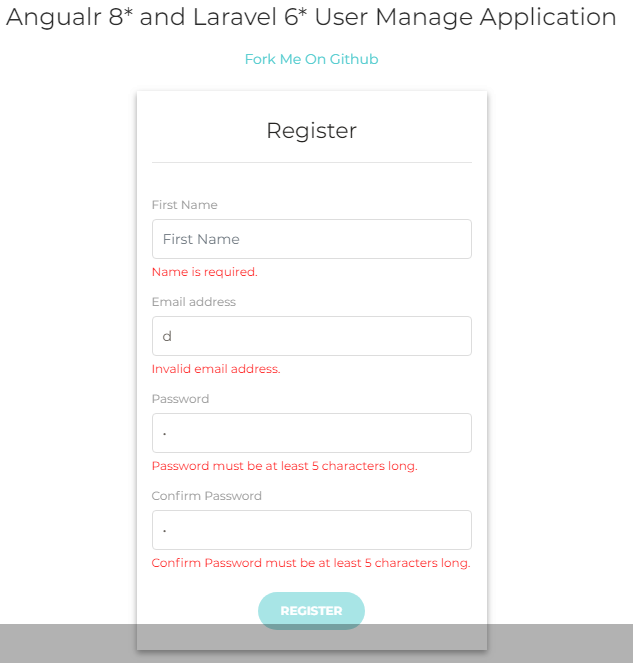 Angualr 8* and Laravel 6* User Manage Application
Fork Me On Github
Register
First Name
First Name
Name is required.
Email address
d
Invalid email address.
Password
•
Password must be at least 5 characters long.
Confirm Password
•
Confirm Password must be at least 5 characters long.
REGISTER